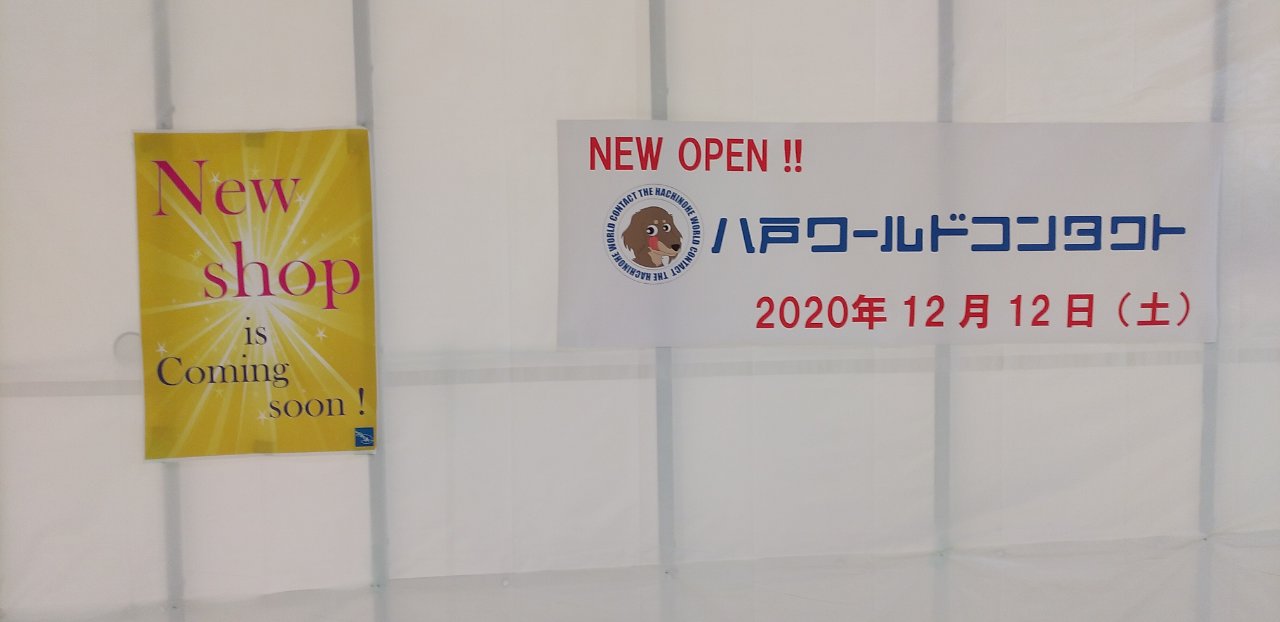 New
shop
is
Coming
soon !
NEW OPEN !!
THE HACHINOHE WORLD CONTACT THE HACHINOHE WORLD CONTACT
八戸ワールドコンタクト
2020年 12月 12日（土）